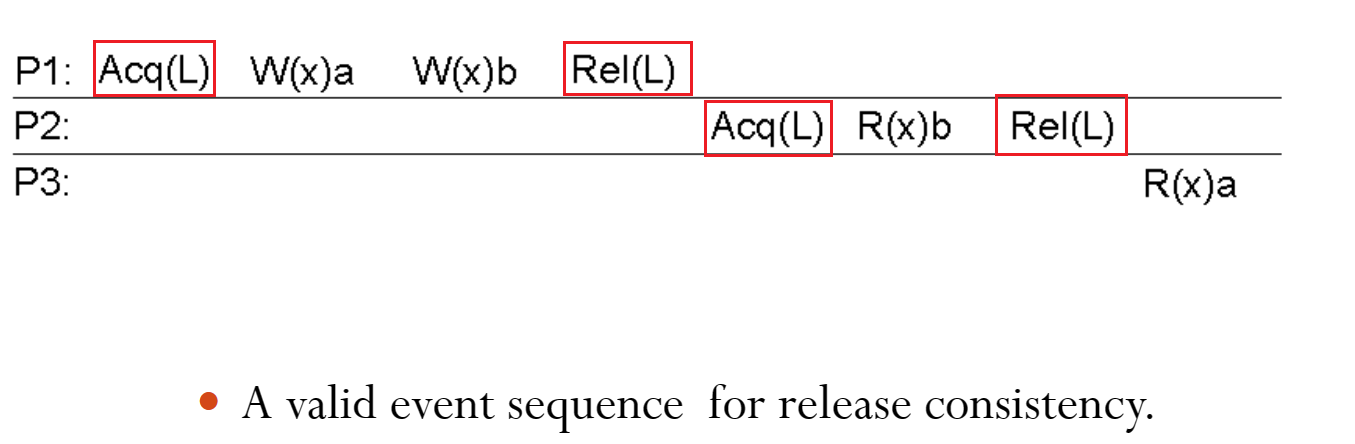 P1: Acq(L) W(x)a W(x)b Rel(L)
P2: Acq(L) R(x)b Rel(L)
P3: R(x)a
• A valid event sequence for release consistency.